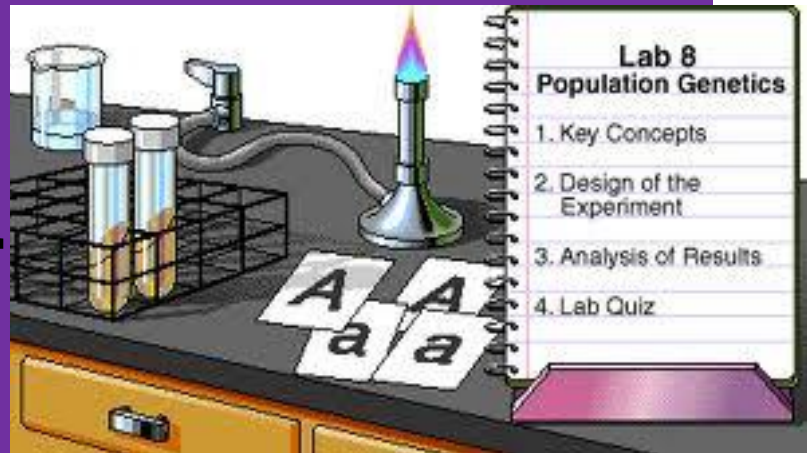 Lab 8
Population Genetics
1. Key Concepts
2. Design of the
Experiment
3. Analysis of Results
4. Lab Quiz
A
A
a
a